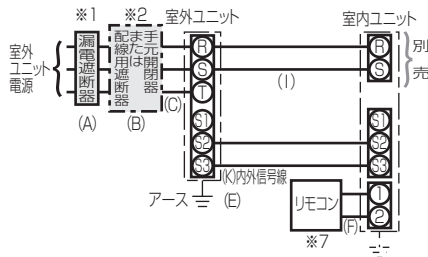 ※1
※2
室外ユニット
室内ユニット
室外
ユニット
電源
漏電遮断器
手元開閉器
または
配線用遮断器
(A)
(B)
(C)
R
S
T
S1
S2
S3
(I)
(K)内外信号線
アース
(E)
R
S
別売
S1
S2
S3
リモコン
1
2
(F)
※7